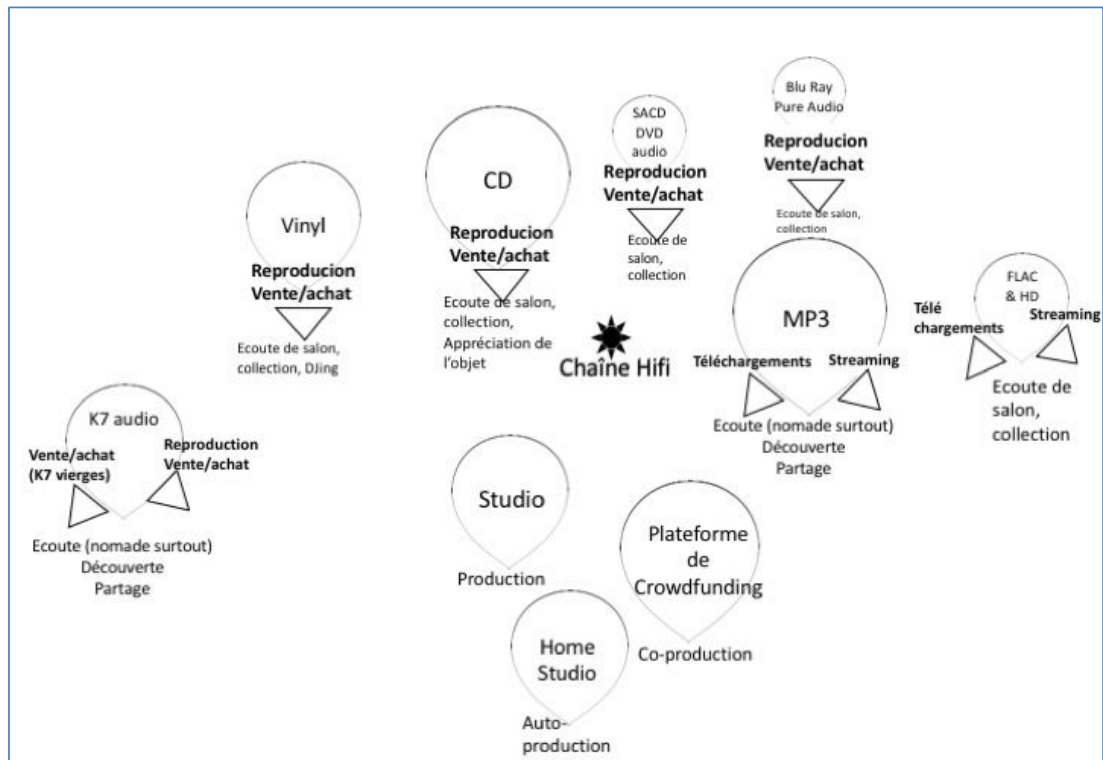 Blu Ray
Pure Audio
Reproducion
Vente/achat
Ecoute de salon,
collection
SACD
DVD
audio
Reproducion
Vente/achat
Ecoute de
salon,
collection
CD
Reproducion
Vente/achat
Ecoute de salon,
collection,
Appréciation de
l'objet
Vinyl
Reproducion
Vente/achat
Ecoute de salon,
collection, DJing
Chaîne Hifi
MP3
Téléchargements
Streaming
Ecoute (nomade surtout)
Découverte
Partage
FLAC
& HD
Télé
chargements
Streaming
Ecoute de
salon,
collection
K7 audio
Vente/achat
(K7 vierges)
Reproduction
Vente/achat
Ecoute (nomade surtout)
Découverte
Partage
Studio
Production
Plateforme
de
Crowdfunding
Co-production
Home
Studio
Auto-
production